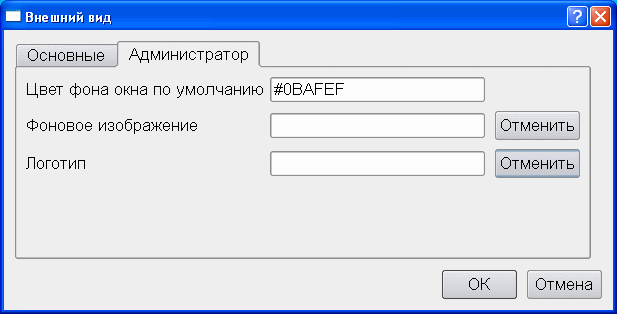 Внешний вид
Основные Администратор
Цвет фона окна по умолчанию #0BAFEF
Фоновое изображение Отменить
Логотип Отменить
OK Отмена